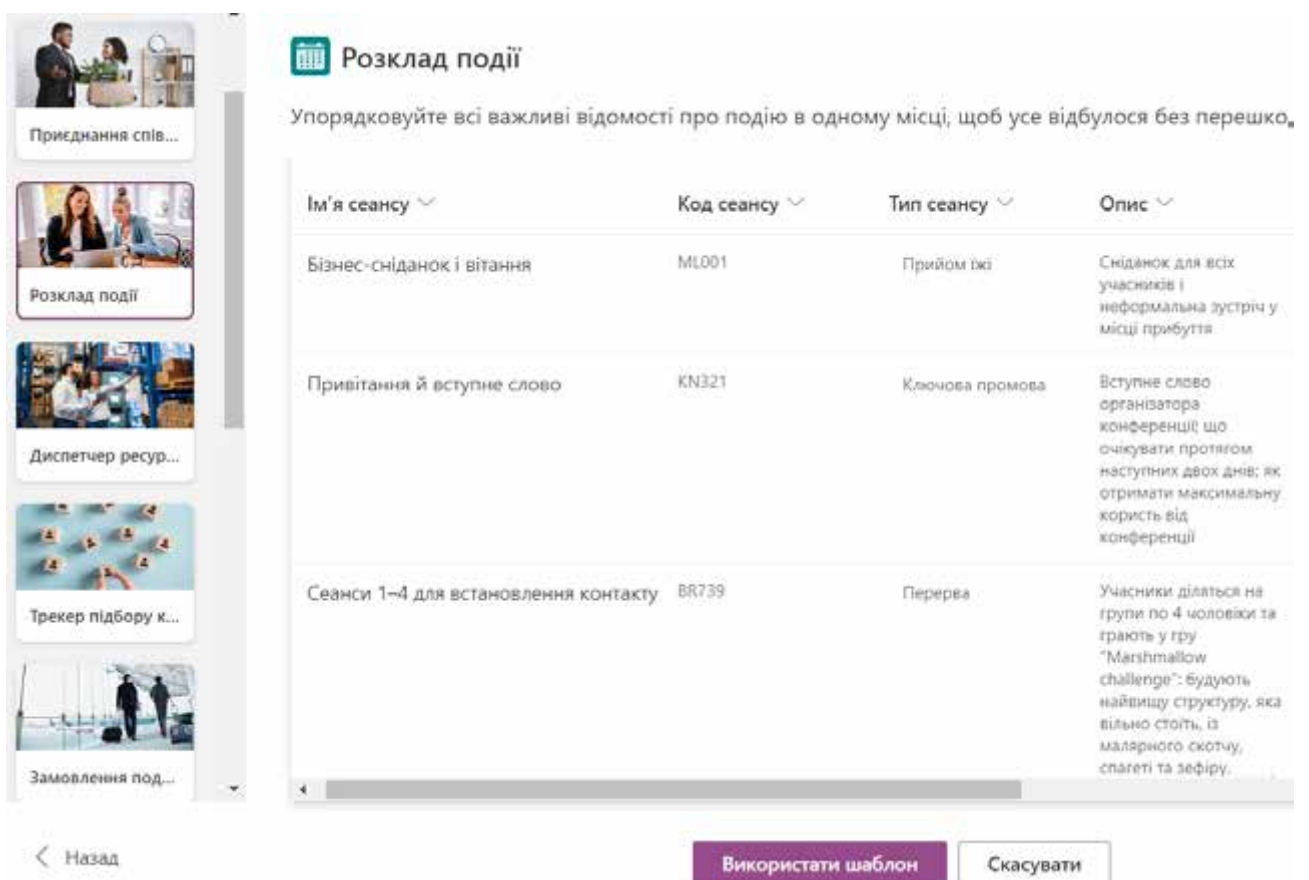 Приєднання спів...
Розклад події
Диспетчер ресур...
Трекер підбору к...
Замовлення под...
Розклад події
Упорядковуйте всі важливі відомості про подію в одному місці, щоб усе відбулося без перешко
Ім'я сеансу Код сеансу Тип сеансу Опис
Бізнес-сніданок і вітання ML001 Прийом їжі Сніданок для всіх
учасників і
неформальна зустріч у
місці прибуття
Привітання й вступне слово KN321 Ключова промова Вступне слово
організатора
конференції; що
очікувати протягом
наступних двох днів; як
отримати максимальну
користь від
конференції
Сеанси 1–4 для встановлення контакту BR739 Перерва Учасники діляться на
групи по 4 чоловіки та
грають у гру
"Marshmallow
challenge": будують
найвищу структуру, яка
вільно стоїть, із
малярного скотчу,
спагеті та зефіру.
Назад Використати шаблон Скасувати